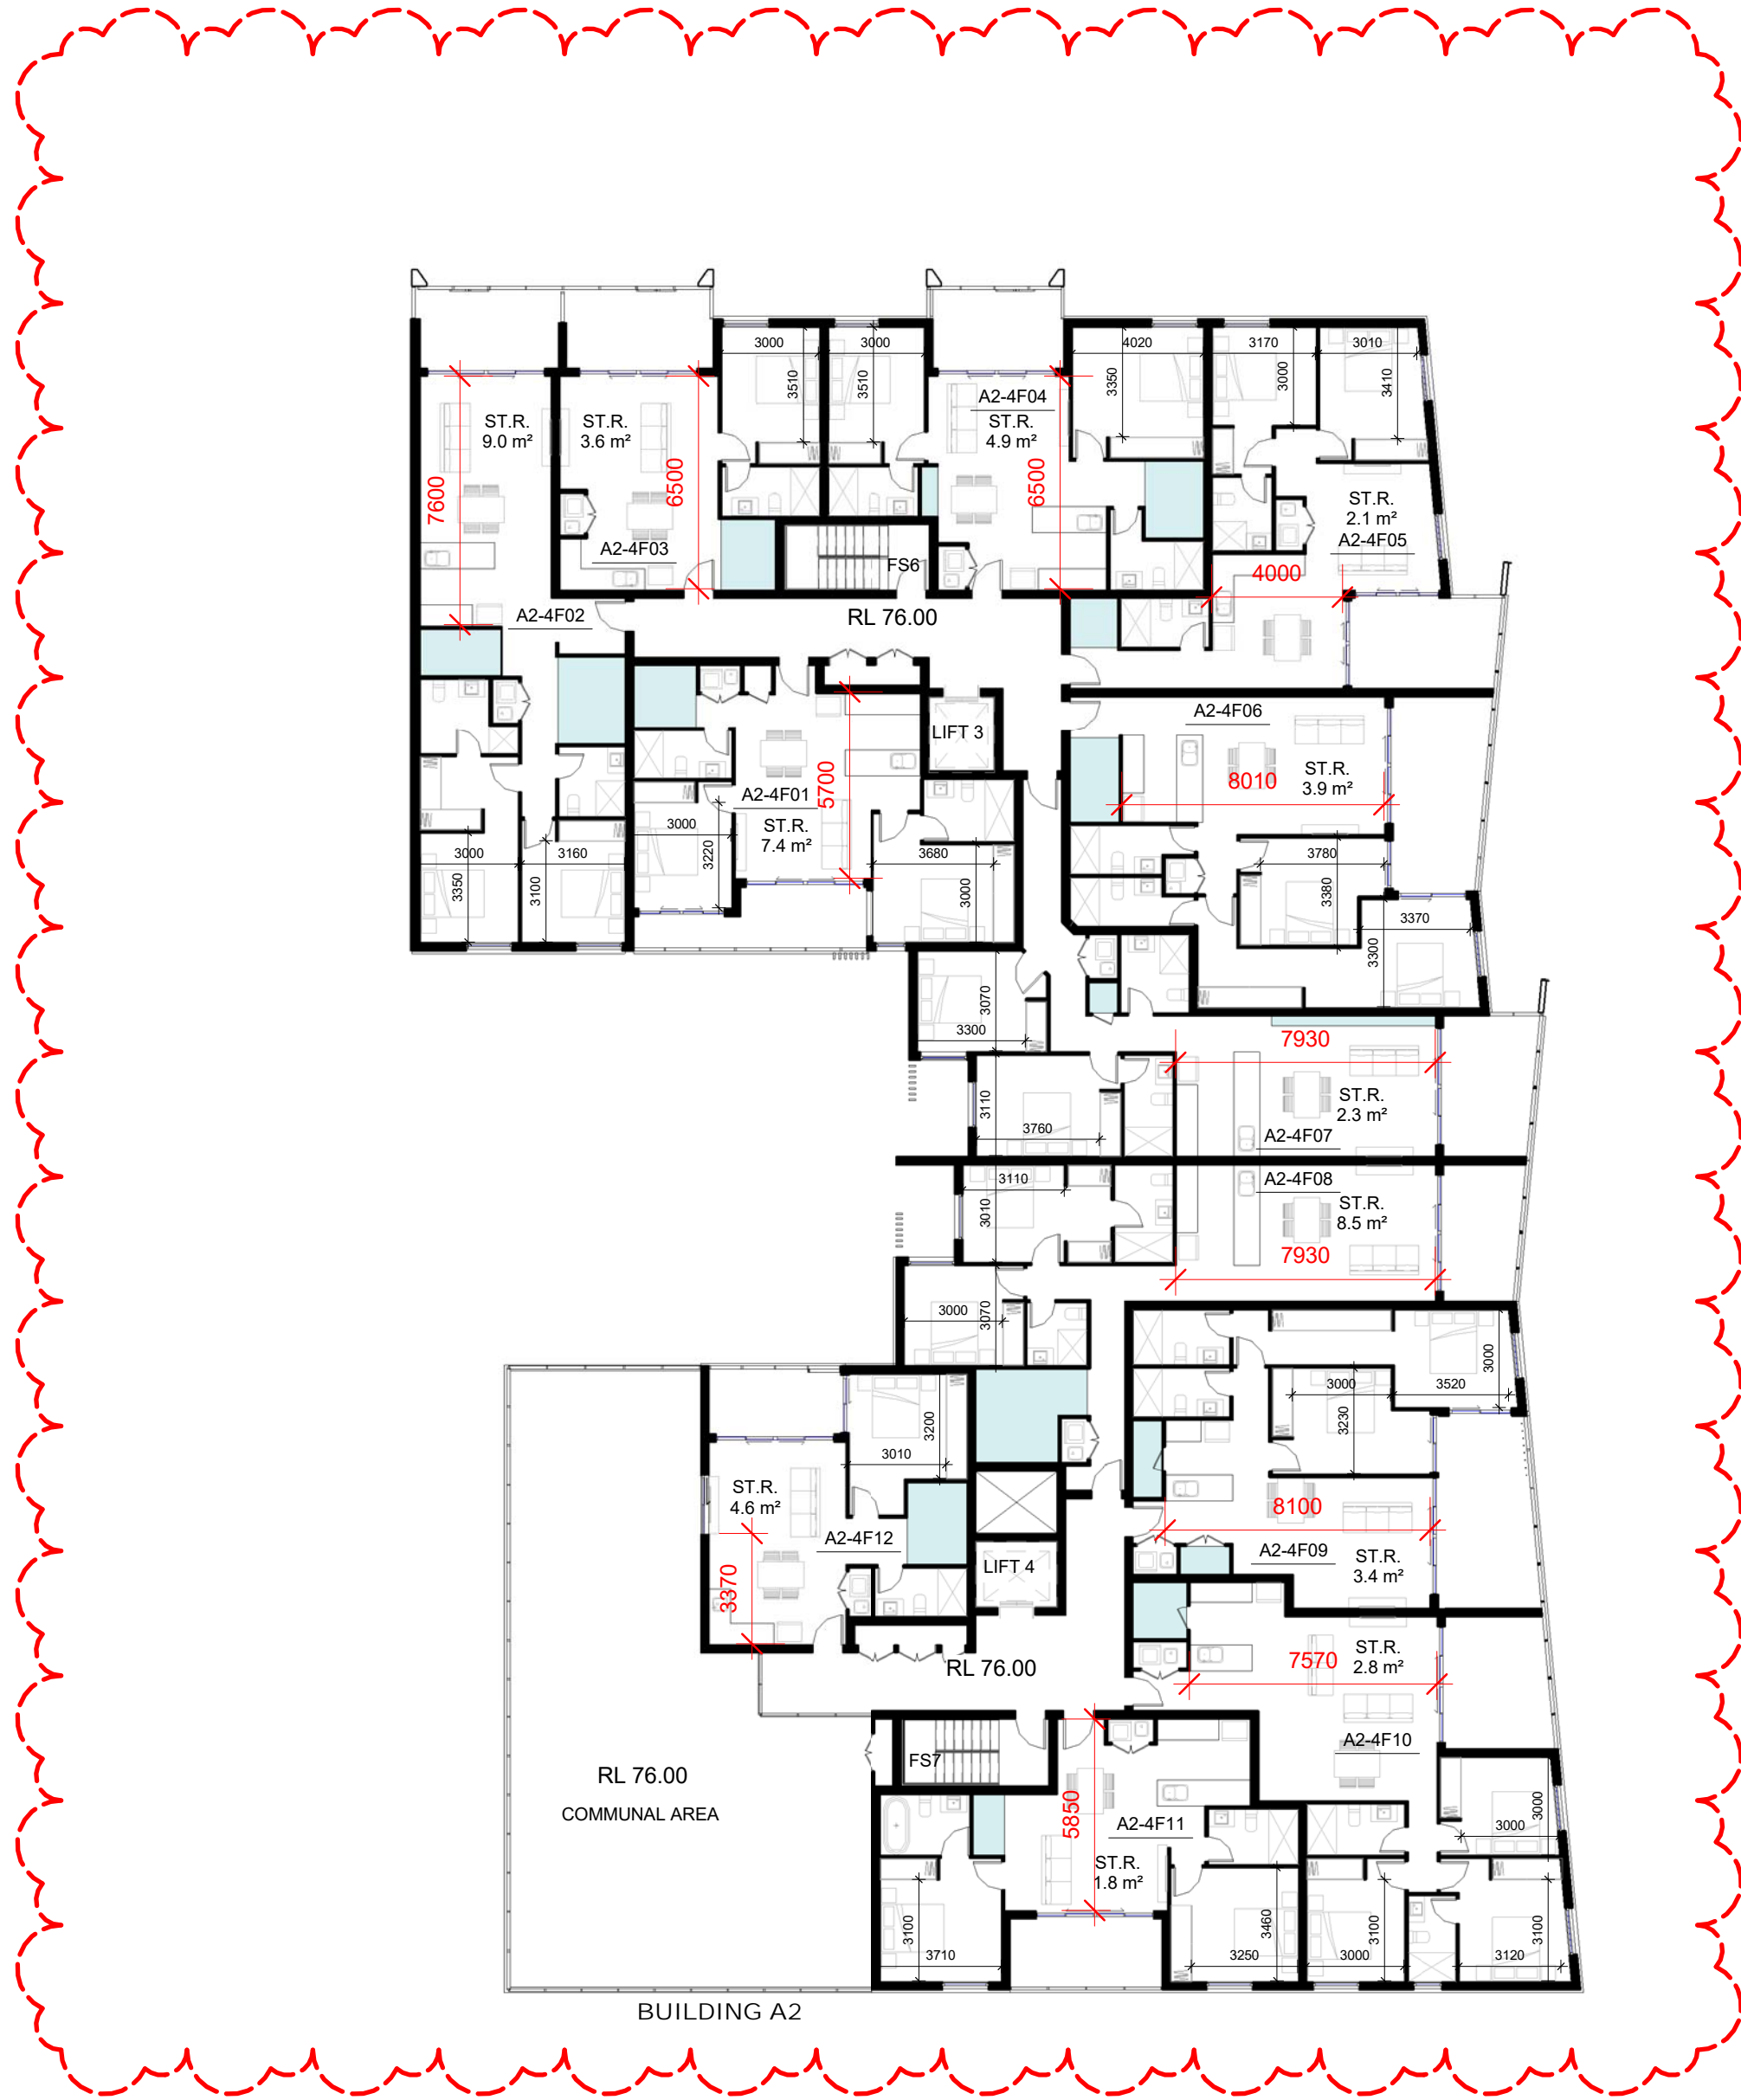 3000
3000
4020
3170
3010
3510
3510
3350
3000
3410
A2-4F04
ST.R.
9.0 m²
ST.R.
3.6 m²
ST.R.
4.9 m²
7600
6500
6500
ST.R.
2.1 m²
A2-4F05
A2-4F03
FS6
4000
A2-4F02
RL 76.00
A2-4F06
LIFT 3
ST.R.
3.9 m²
8010
A2-4F01
5700
ST.R.
7.4 m²
3000
3220
3000
3350
3160
3100
3680
3000
3780
3380
3370
3300
3070
3300
7930
ST.R.
2.3 m²
A2-4F07
3110
3760
A2-4F08
ST.R.
8.5 m²
7930
3110
3010
3000
3070
3000
3520
3000
3230
3200
3010
ST.R.
4.6 m²
A2-4F12
3370
8100
A2-4F09
ST.R.
3.4 m²
LIFT 4
RL 76.00
7570
ST.R.
2.8 m²
A2-4F10
FS7
RL 76.00
COMMUNAL AREA
5850
A2-4F11
ST.R.
1.8 m²
3000
3000
3100
3710
3460
3250
3100
3000
3100
3120
BUILDING A2